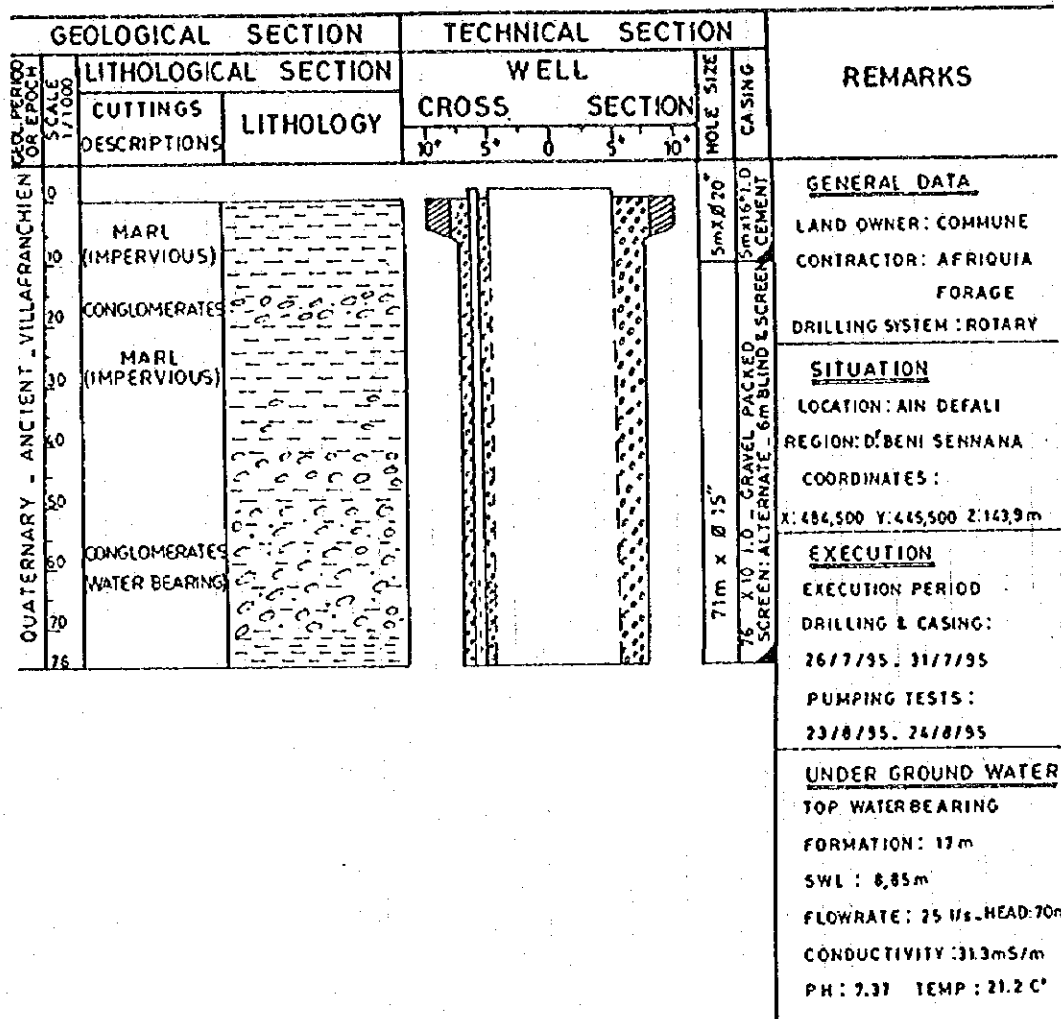 GEOLOGICAL SECTION
TECHNICAL SECTION
REMARKS
GEOL. PERIOD OR EPOCH
SCALE 1/1000
LITHOLOGICAL SECTION
CUTTINGS
DESCRIPTIONS
LITHOLOGY
WELL
CROSS SECTION
10" 5" 0 5" 10"
HOLE SIZE
CASING
QUATERNARY - ANCIENT - VILLAFRANCHIEN
0
10
20
30
40
50
60
70
76
MARL
(IMPERVIOUS)
CONGLOMERATES
MARL
(IMPERVIOUS)
CONGLOMERATES
WATER BEARING)
5m X Ø 20"
71m x Ø 15"
5m x 16" I.D
CEMENT
76 X 10 I.D - GRAVEL PACKED
SCREEN: ALTERNATE - 6m BLIND & SCREEN
GENERAL DATA
LAND OWNER: COMMUNE
CONTRACTOR: AFRIQUIA
FORAGE
DRILLING SYSTEM: ROTARY
SITUATION
LOCATION: AIN DEFALI
REGION: Dr BENI SENNANA
COORDINATES:
X: 484,500 Y: 445,500 Z: 143,9 m
EXECUTION
EXECUTION PERIOD
DRILLING & CASING:
26/7/95. 31/7/95
PUMPING TESTS:
23/8/95. 24/8/95
UNDER GROUND WATER
TOP WATER BEARING
FORMATION: 17 m
SWL: 8,85m
FLOWRATE: 25 l/s - HEAD: 70m
CONDUCTIVITY: 31.3mS/m
PH: 7.37 TEMP: 21.2 C°